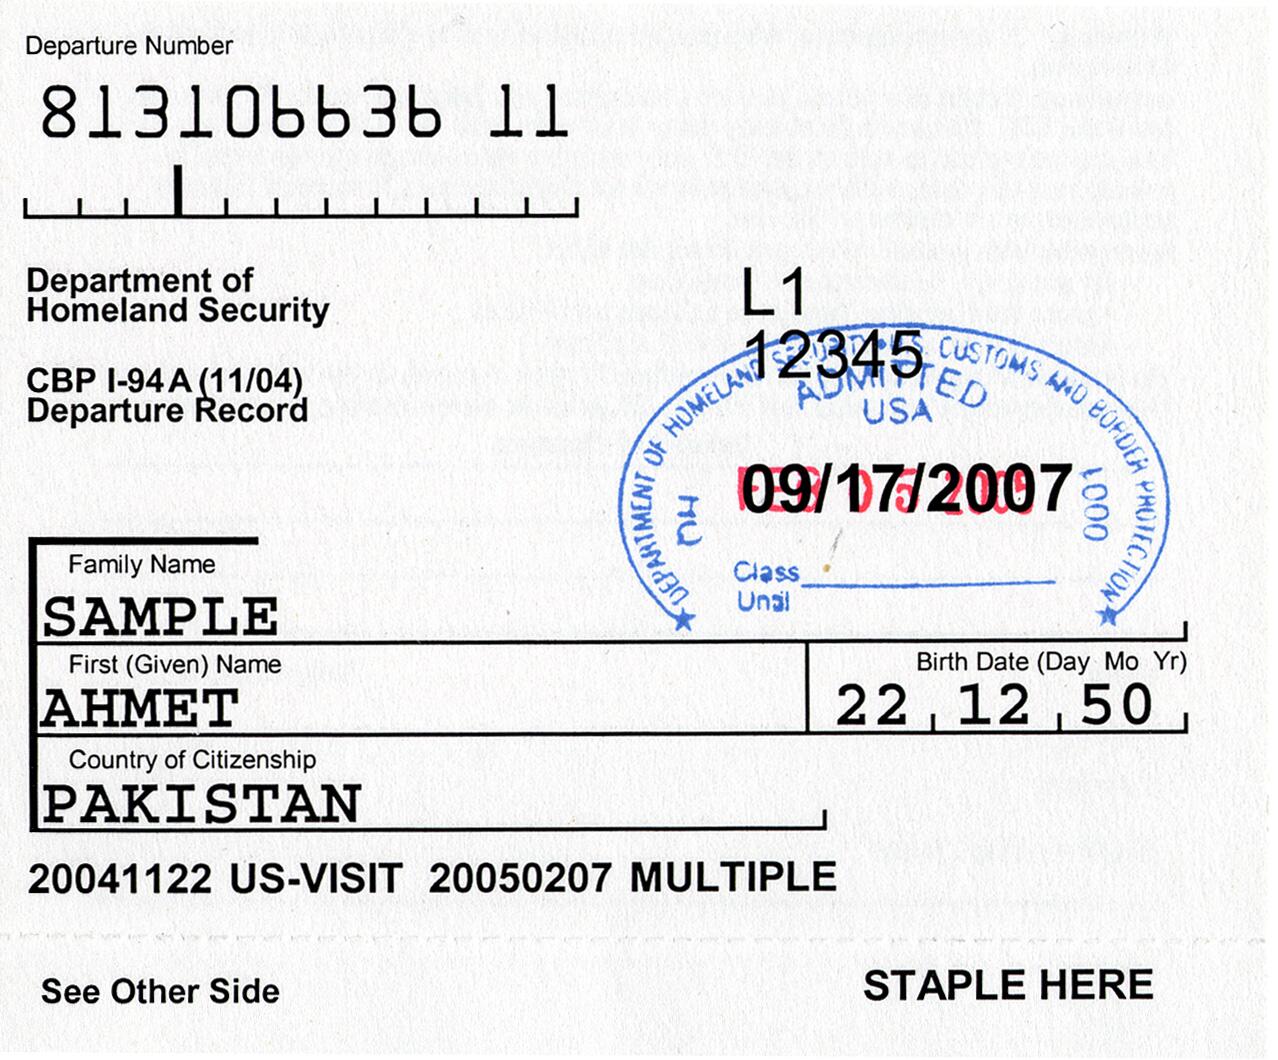 Departure Number
813106636 11
Department of
Homeland Security
CBP I-94A (11/04)
Departure Record
L1
12345
DEPARTMENT OF HOMELAND SECURITY • U.S. CUSTOMS AND BORDER PROTECTION
ADMITTED
USA
09/17/2007
HQ
1000
Class
Until
Family Name
SAMPLE
First (Given) Name
Birth Date (Day Mo Yr)
AHMET
22 12 50
Country of Citizenship
PAKISTAN
20041122 US-VISIT 20050207 MULTIPLE
See Other Side
STAPLE HERE